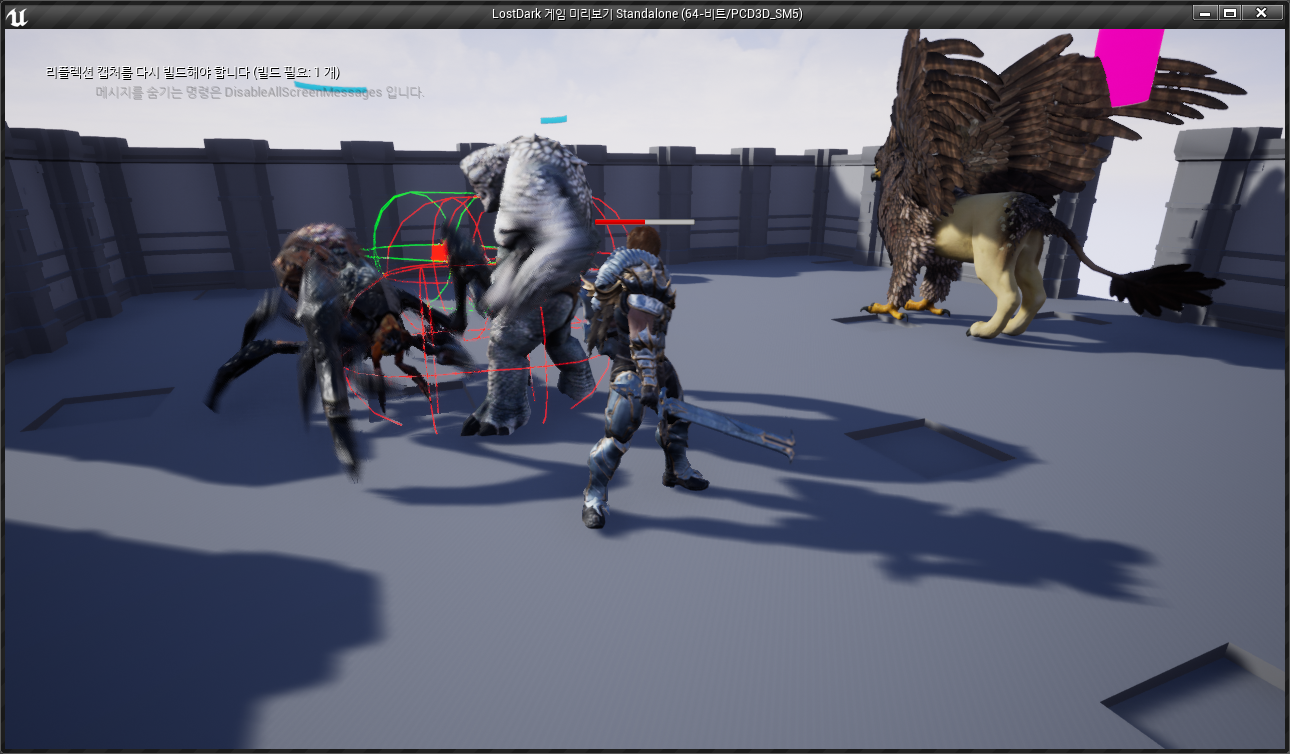 LostDark 게임 미리보기 Standalone (64-비트/PCD3D_SM5)
리플렉션 캡처를 다시 빌드해야 합니다 (빌드 필요: 1 개)
메시지를 숨기는 명령은 DisableAllScreenMessages 입니다.